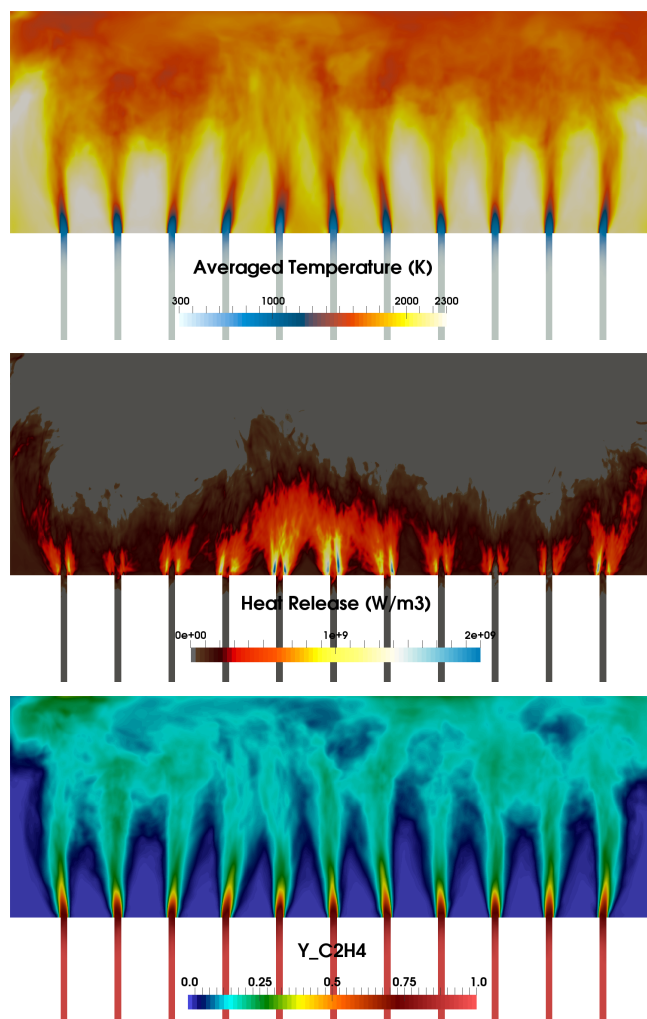 Averaged Temperature (K)
300 1000 2000 2300
Heat Release (W/m3)
0e+00 1e+9 2e+09
Y_C2H4
0.0 0.25 0.5 0.75 1.0